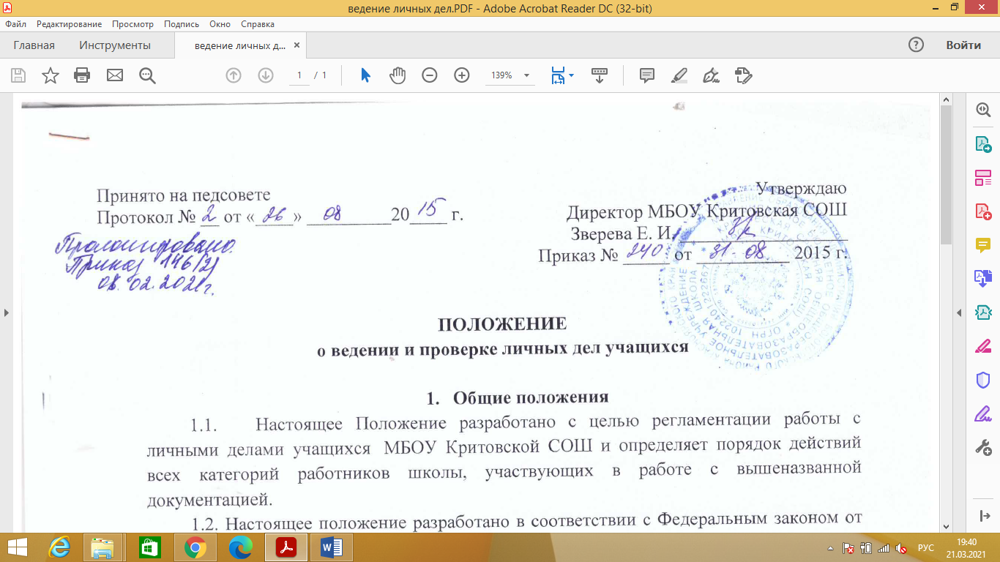 ведение личных дел.PDF - Adobe Acrobat Reader DC (32-bit)
Файл Редактирование Просмотр Подпись Окно Справка
Главная Инструменты ведение личных д... × Войти
1 / 1 139%
Принято на педсовете
Протокол № 2 от « 26 » 08 2015 г.
Пролонгировано.
Приказ 146(2)
08.02.2021г.
Утверждаю
Директор МБОУ Критовская СОШ
Зверева Е. И.
Приказ № 240 от 31-08 2015 г.
ПОЛОЖЕНИЕ
о ведении и проверке личных дел учащихся
1. Общие положения
1.1. Настоящее Положение разработано с целью регламентации работы с
личными делами учащихся МБОУ Критовской СОШ и определяет порядок действий
всех категорий работников школы, участвующих в работе с вышеназванной
документацией.
1.2. Настоящее положение разработано в соответствии с Федеральным законом от
РУС
19:40
21.03.2021